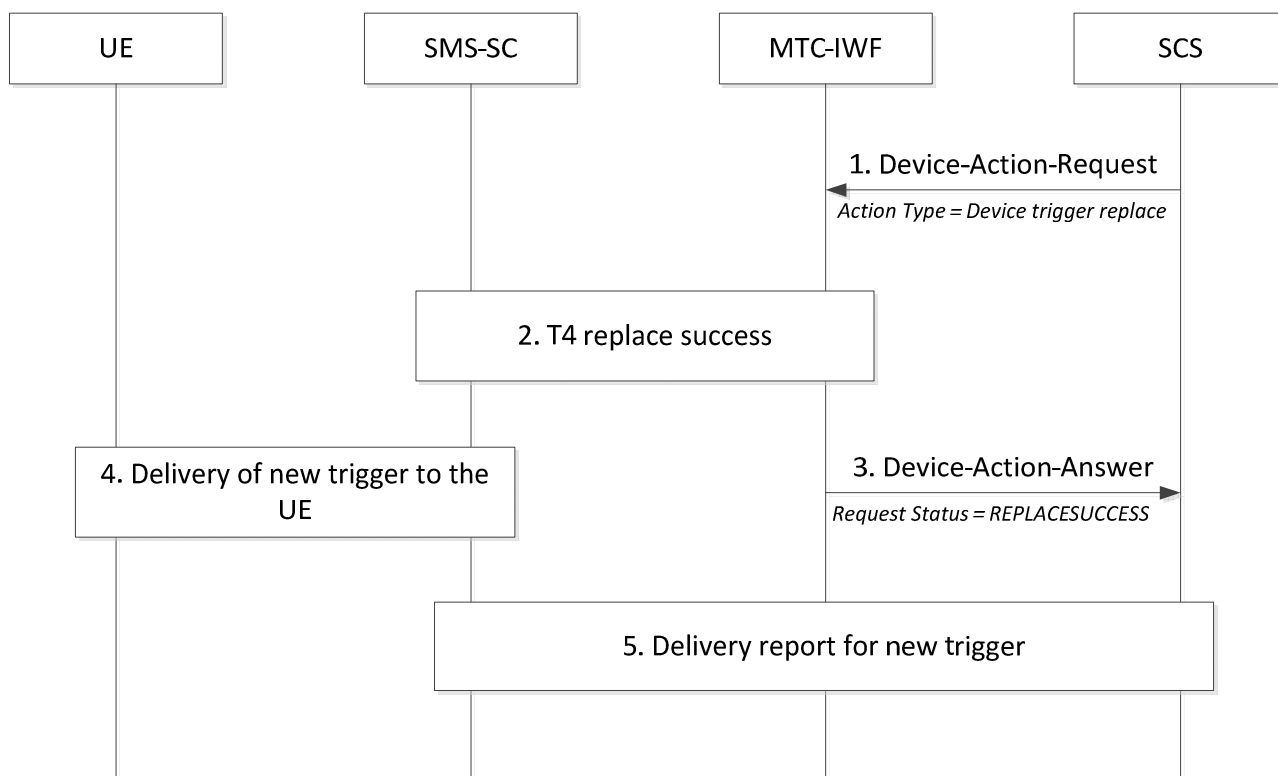 UE
SMS-SC
MTC-IWF
SCS
1. Device-Action-Request
Action Type = Device trigger replace
2. T4 replace success
4. Delivery of new trigger to the
UE
3. Device-Action-Answer
Request Status = REPLACESUCCESS
5. Delivery report for new trigger